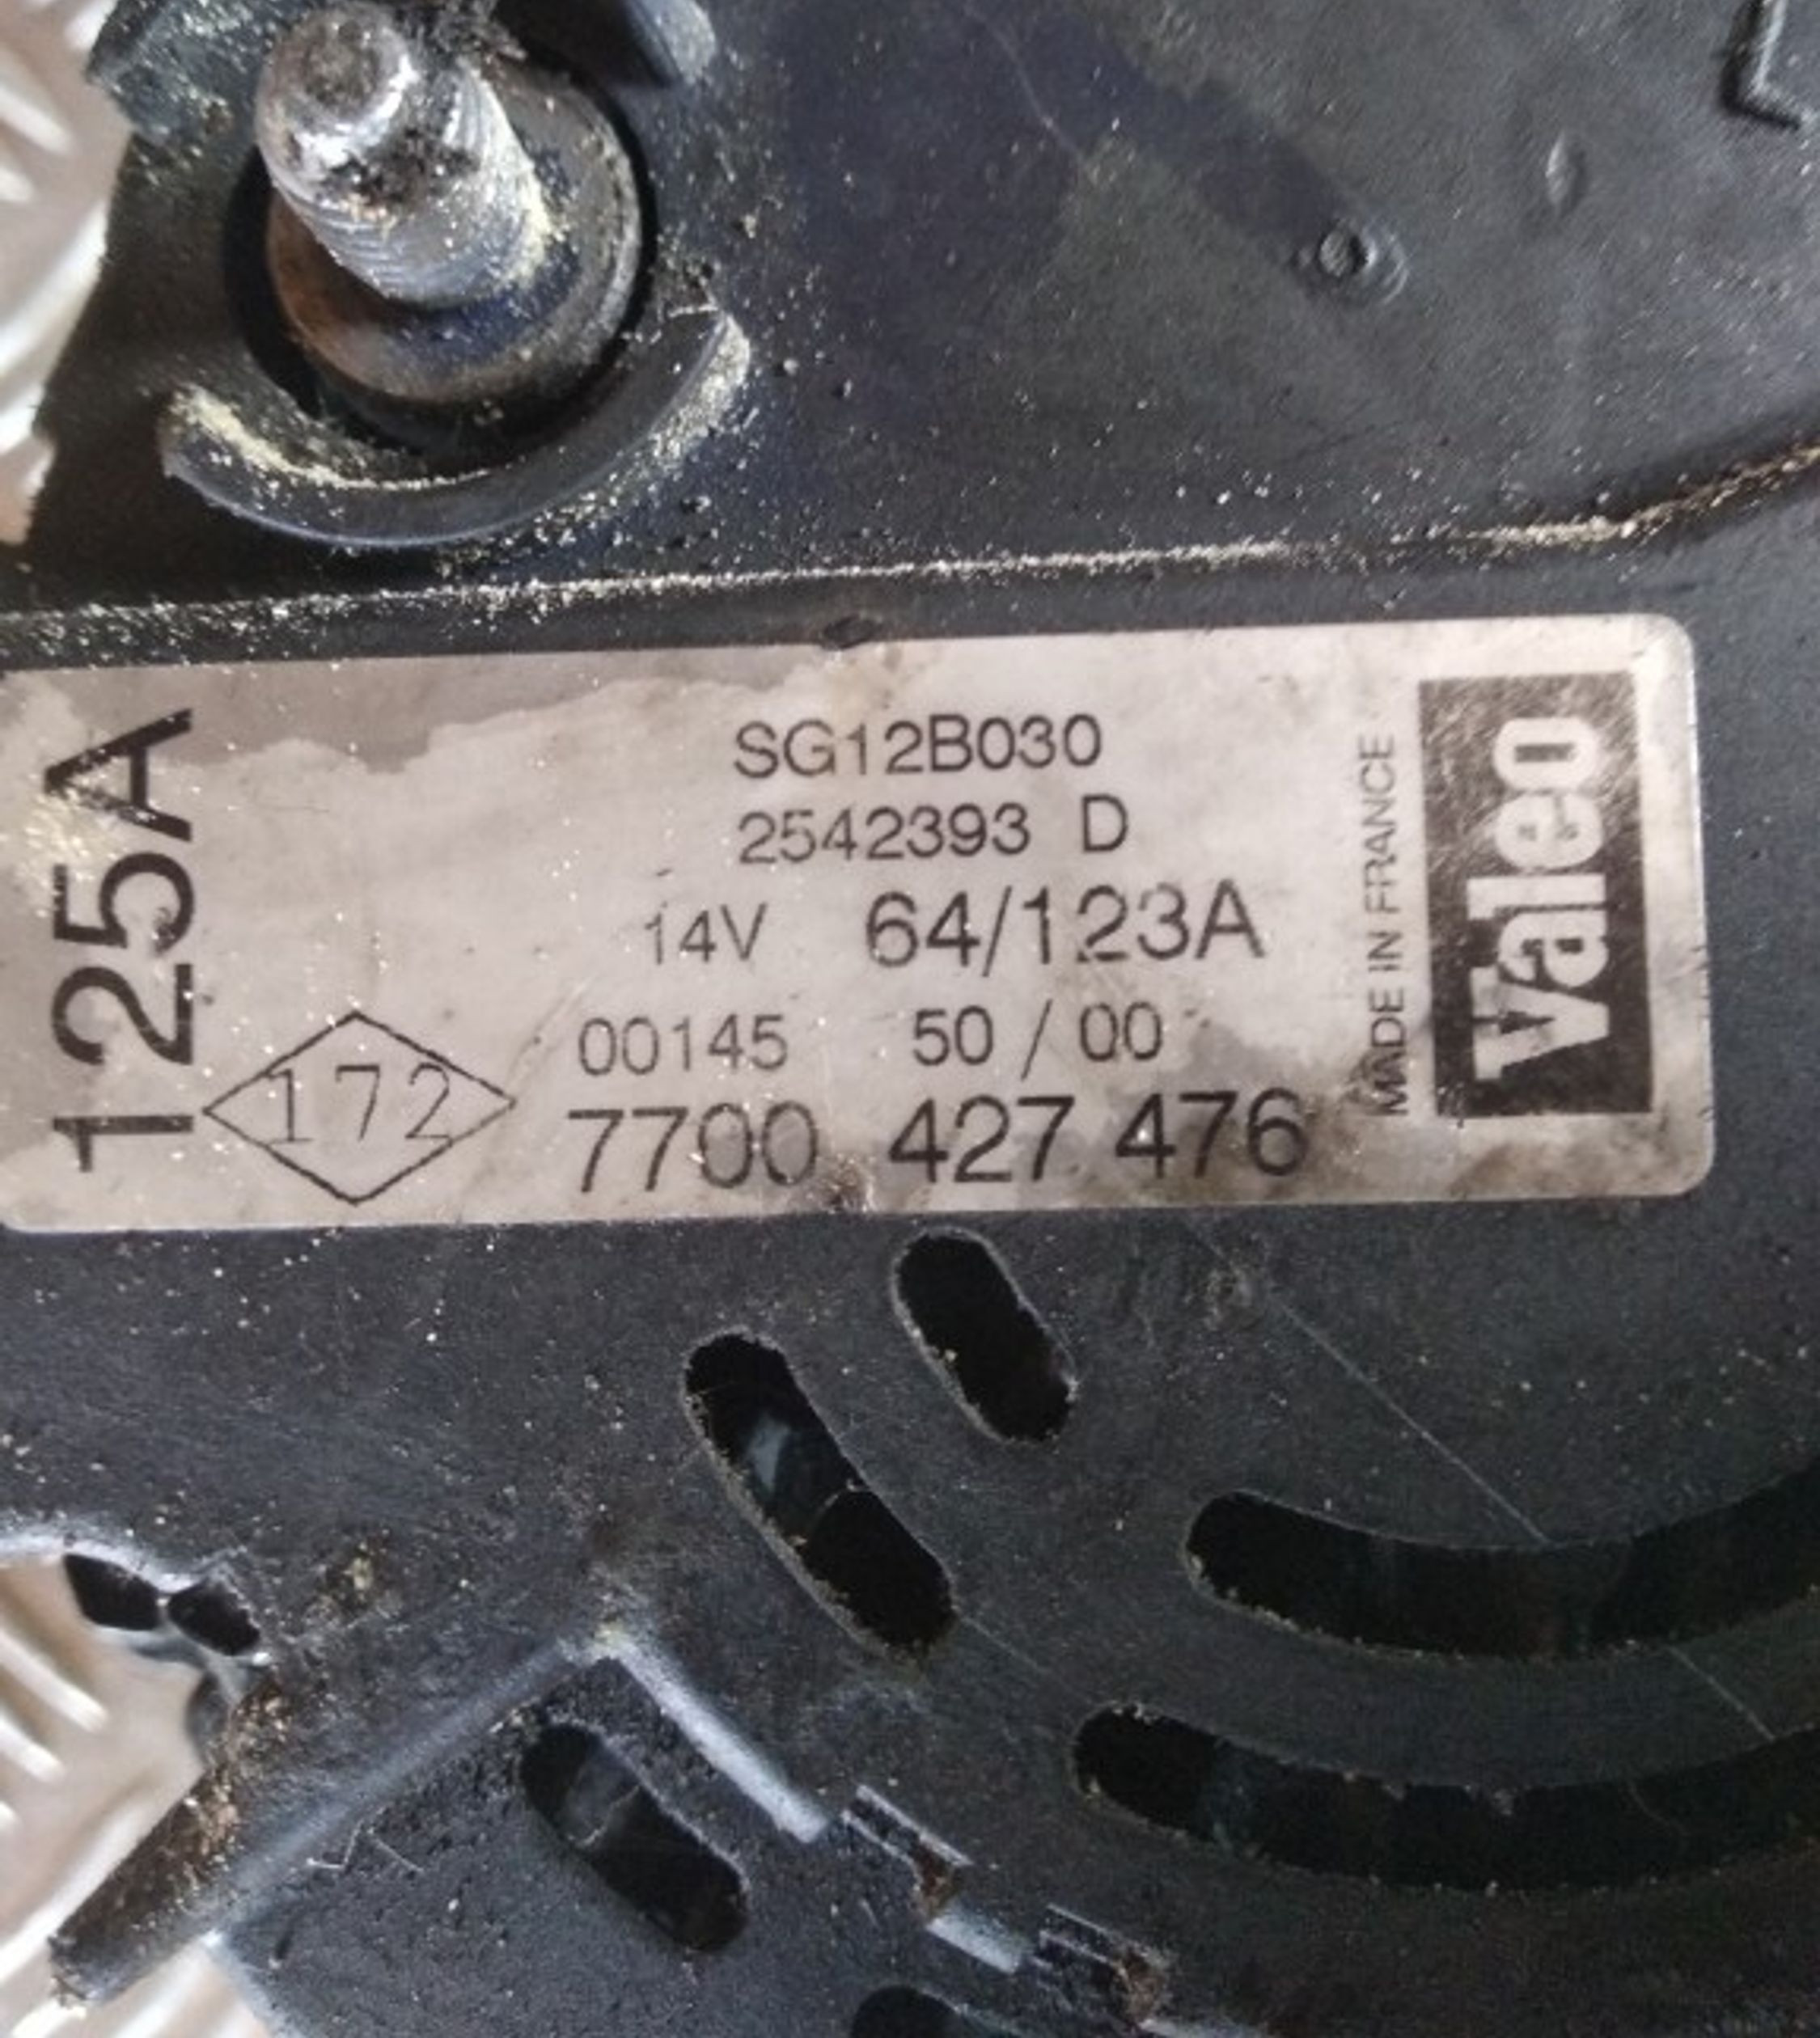 125A
SG12B030
2542393 D
14V 64/123A
00145 50 / 00
172
7700 427 476
MADE IN FRANCE
Valeo